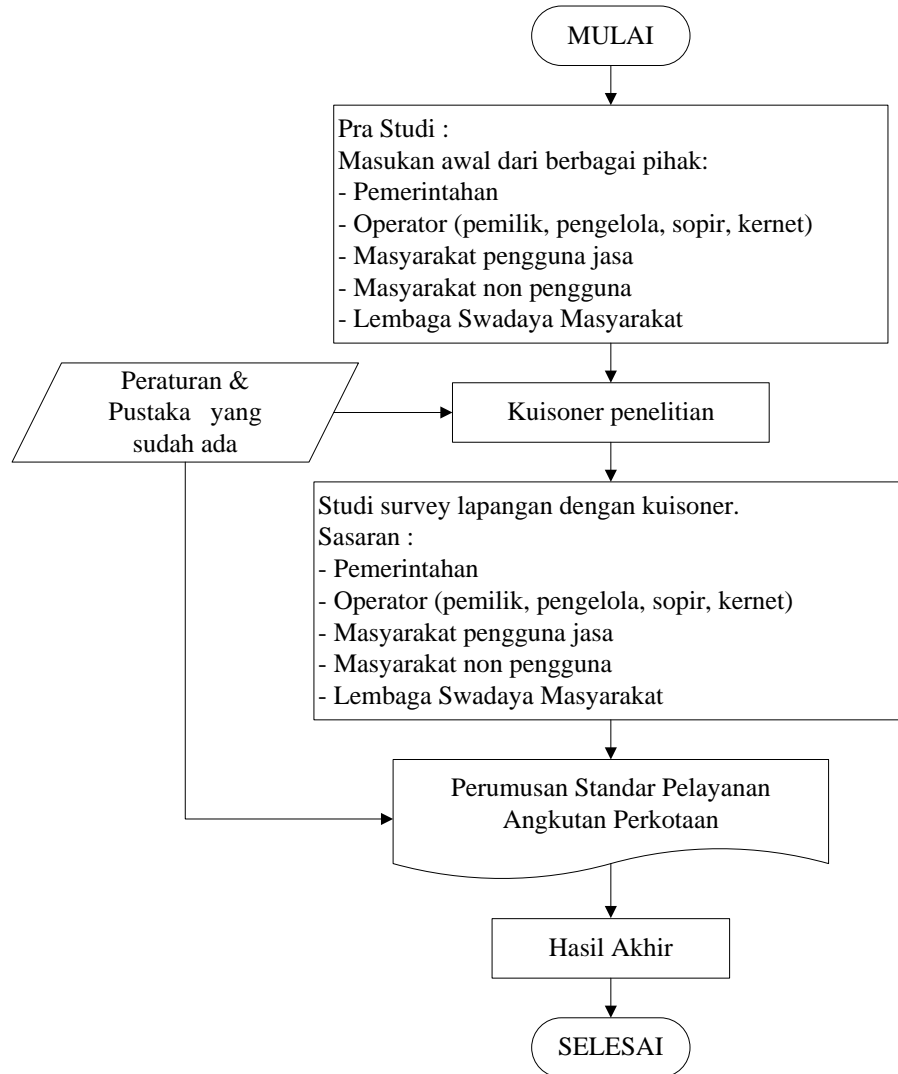 MULAI
Pra Studi :
Masukan awal dari berbagai pihak:
- Pemerintahan
- Operator (pemilik, pengelola, sopir, kernet)
- Masyarakat pengguna jasa
- Masyarakat non pengguna
- Lembaga Swadaya Masyarakat
Peraturan &
Pustaka yang
sudah ada
Kuisoner penelitian
Studi survey lapangan dengan kuisoner.
Sasaran :
- Pemerintahan
- Operator (pemilik, pengelola, sopir, kernet)
- Masyarakat pengguna jasa
- Masyarakat non pengguna
- Lembaga Swadaya Masyarakat
Perumusan Standar Pelayanan
Angkutan Perkotaan
Hasil Akhir
SELESAI